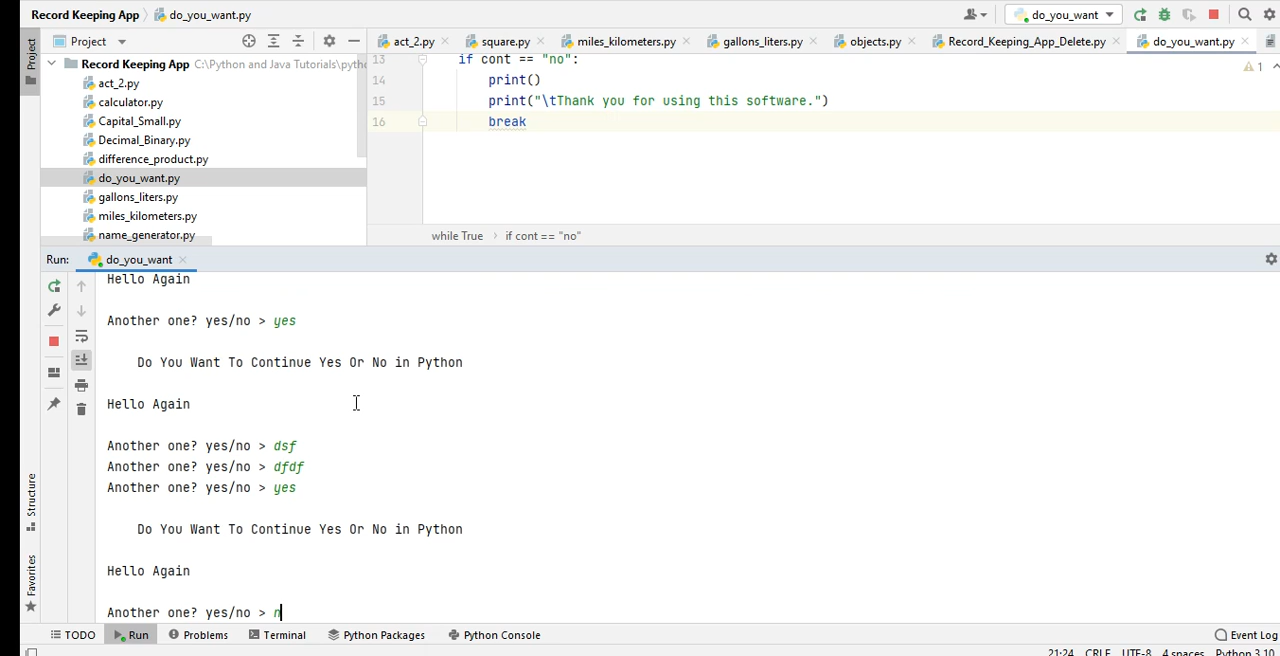 Record Keeping App
do_you_want.py
do_you_want
Project
Project
act_2.py
square.py
miles_kilometers.py
gallons_liters.py
objects.py
Record_Keeping_App_Delete.py
do_you_want.py
Record Keeping App C:\Python and Java Tutorials\pytho
act_2.py
calculator.py
Capital_Small.py
Decimal_Binary.py
difference_product.py
do_you_want.py
gallons_liters.py
miles_kilometers.py
name_generator.py
13 if cont == "no":
14 print()
15 print("\tThank you for using this software.")
16 break
1
while True
if cont == "no"
Run:
do_you_want
Hello Again
Another one? yes/no > yes
Do You Want To Continue Yes Or No in Python
Hello Again
Another one? yes/no > dsf
Another one? yes/no > dfdf
Another one? yes/no > yes
Do You Want To Continue Yes Or No in Python
Hello Again
Another one? yes/no > n
Structure
Favorites
TODO
Run
Problems
Terminal
Python Packages
Python Console
Event Log
21:24 CRLF UTF-8 4 spaces Python 3.10